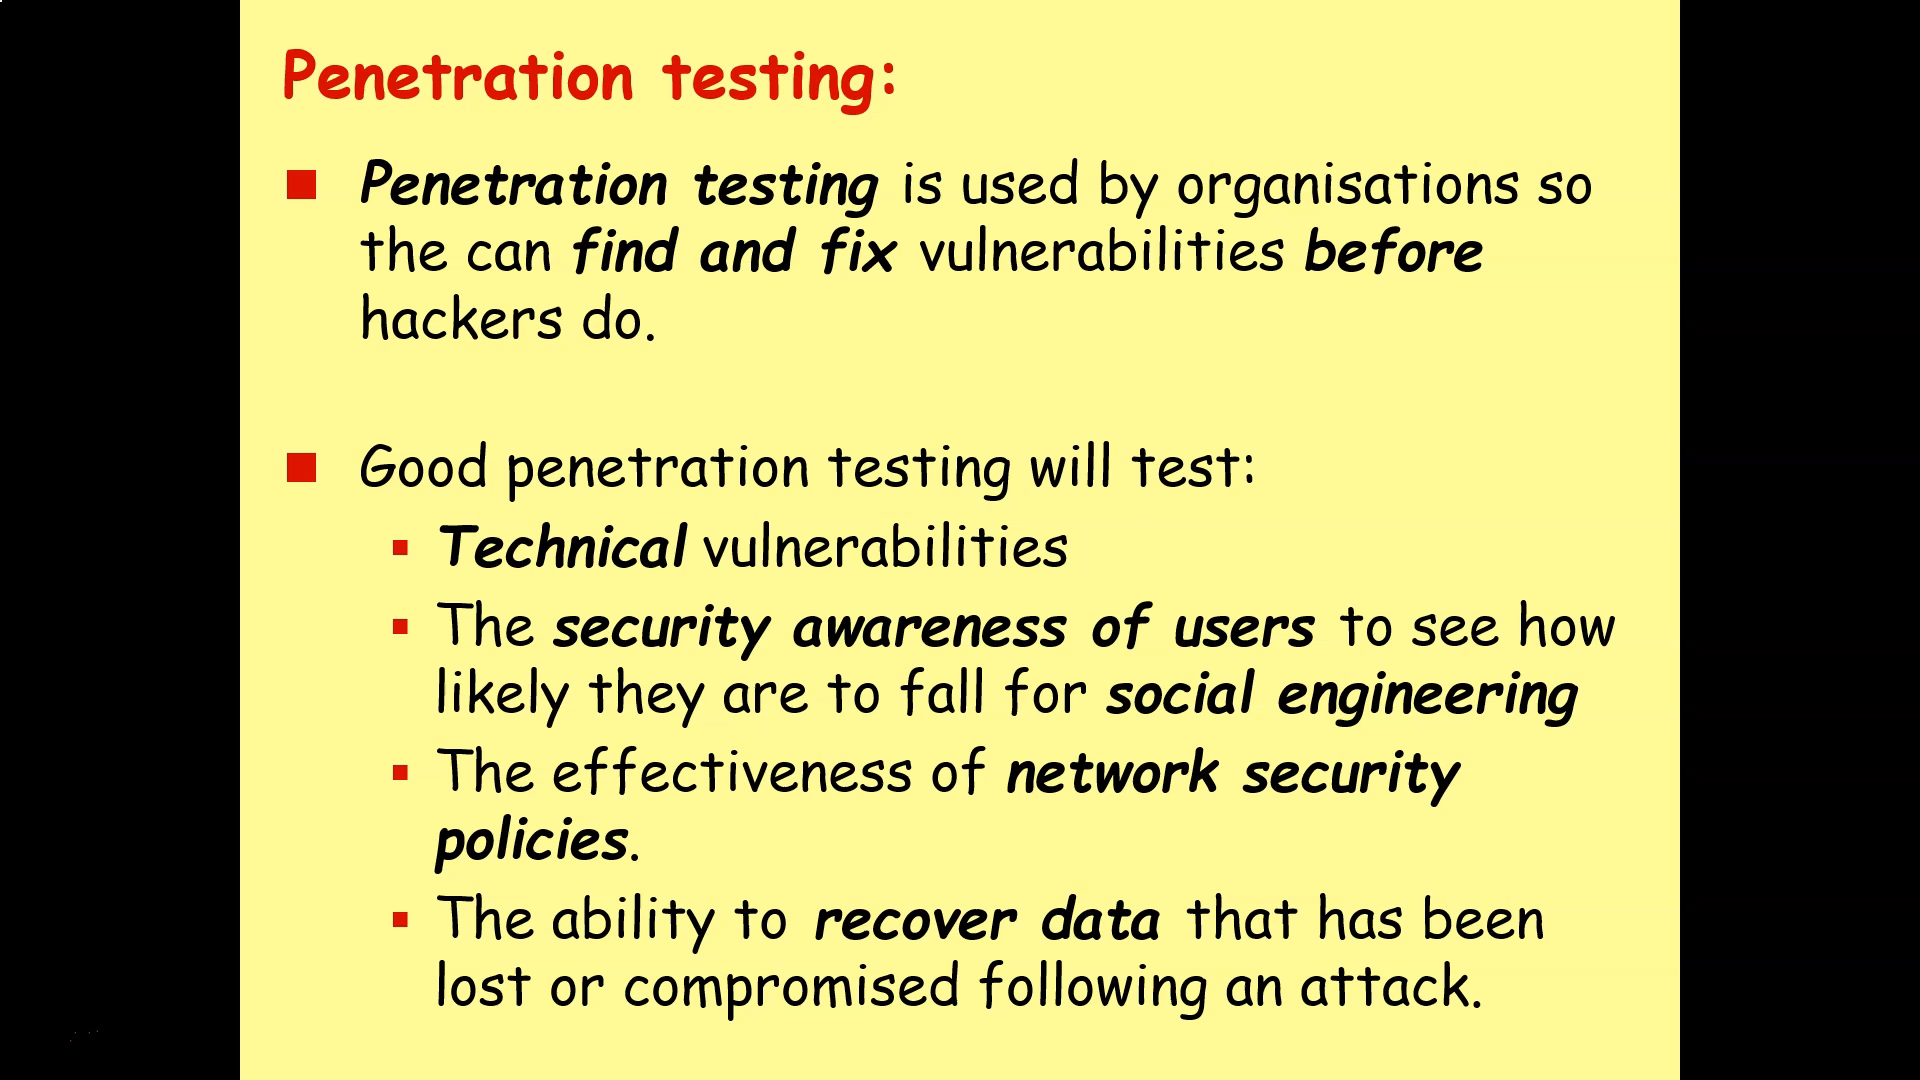 Penetration testing:
Penetration testing is used by organisations so
the can find and fix vulnerabilities before
hackers do.
Good penetration testing will test:
Technical vulnerabilities
The security awareness of users to see how
likely they are to fall for social engineering
The effectiveness of network security
policies.
The ability to recover data that has been
lost or compromised following an attack.